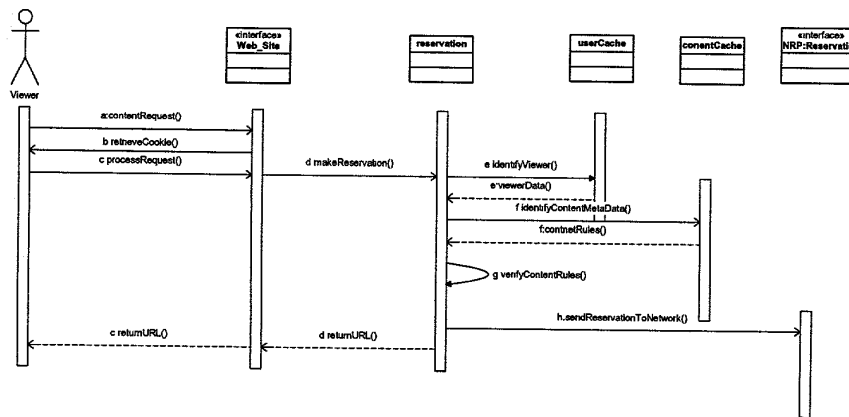 «interface»
Web_Site
reservation
userCache
conentCache
«interface»
NRP:Reservati
Viewer
a:contentRequest()
b retrieveCookie()
c processRequest()
d makeReservation()
e identifyViewer()
e:viewerData()
f identifyContentMetaData()
f:contnetRules()
g verifyContentRules()
h.sendReservationToNetwork()
c returnURL()
d returnURL()